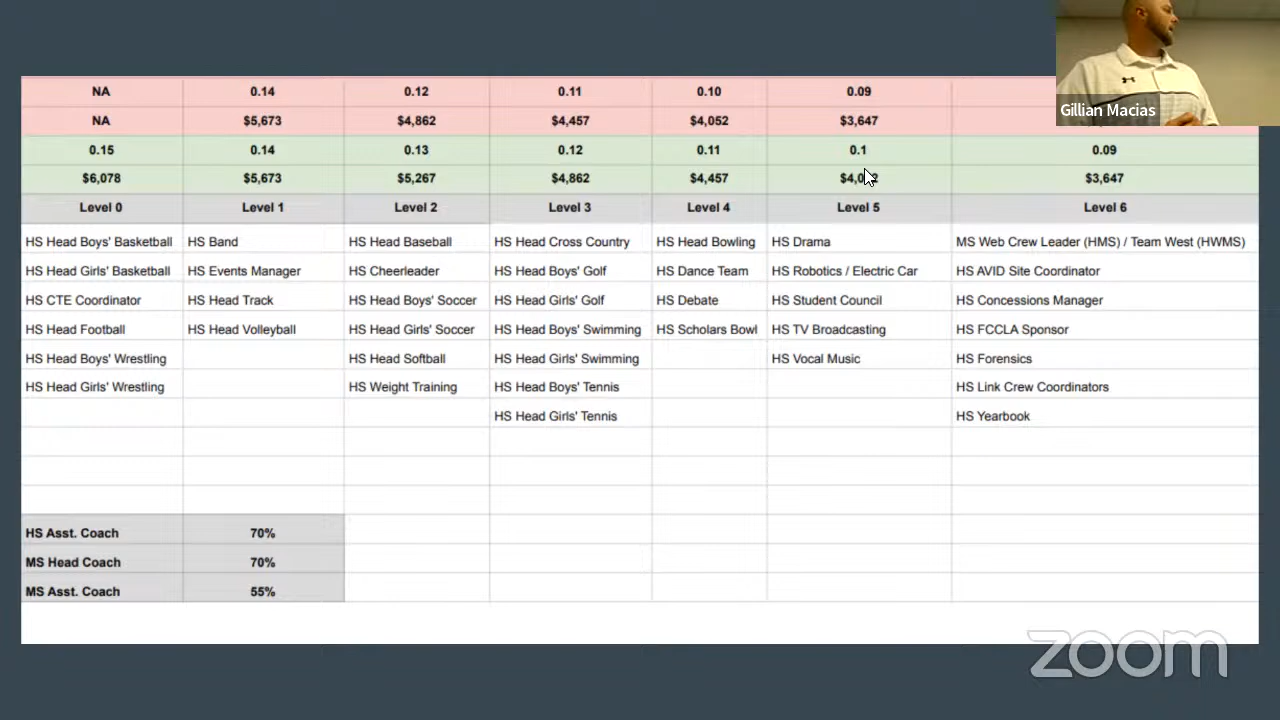 NA 0.14 0.12 0.11 0.10 0.09
NA $5,673 $4,862 $4,457 $4,052 $3,647
0.15 0.14 0.13 0.12 0.11 0.1 0.09
$6,078 $5,673 $5,267 $4,862 $4,457 $3,647
Level 0 Level 1 Level 2 Level 3 Level 4 Level 5 Level 6
HS Head Boys' Basketball HS Band HS Head Baseball HS Head Cross Country HS Head Bowling HS Drama MS Web Crew Leader (HMS) / Team West (HWMS)
HS Head Girls' Basketball HS Events Manager HS Cheerleader HS Head Boys' Golf HS Dance Team HS Robotics / Electric Car HS AVID Site Coordinator
HS CTE Coordinator HS Head Track HS Head Boys' Soccer HS Head Girls' Golf HS Debate HS Student Council HS Concessions Manager
HS Head Football HS Head Volleyball HS Head Girls' Soccer HS Head Boys' Swimming HS Scholars Bowl HS TV Broadcasting HS FCCLA Sponsor
HS Head Boys' Wrestling HS Head Softball HS Head Girls' Swimming HS Vocal Music HS Forensics
HS Head Girls' Wrestling HS Weight Training HS Head Boys' Tennis HS Link Crew Coordinators
HS Head Girls' Tennis HS Yearbook
HS Asst. Coach 70%
MS Head Coach 70%
MS Asst. Coach 55%
Gillian Macias
zoom